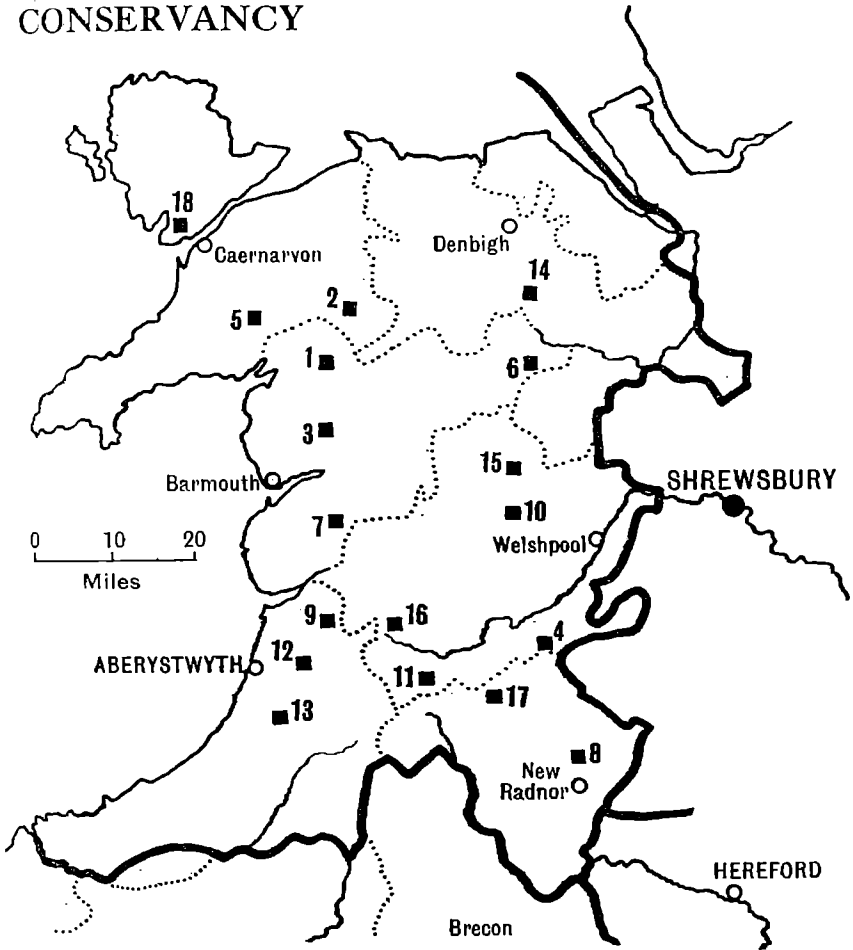 CONSERVANCY
18
Caernarvon
Denbigh
14
2
5
1
6
3
15
SHREWSBURY
Barmouth
10
7
Welshpool
0 10 20
Miles
9
16
4
ABERYSTWYTH
12
11
17
13
8
New
Radnor
HEREFORD
Brecon